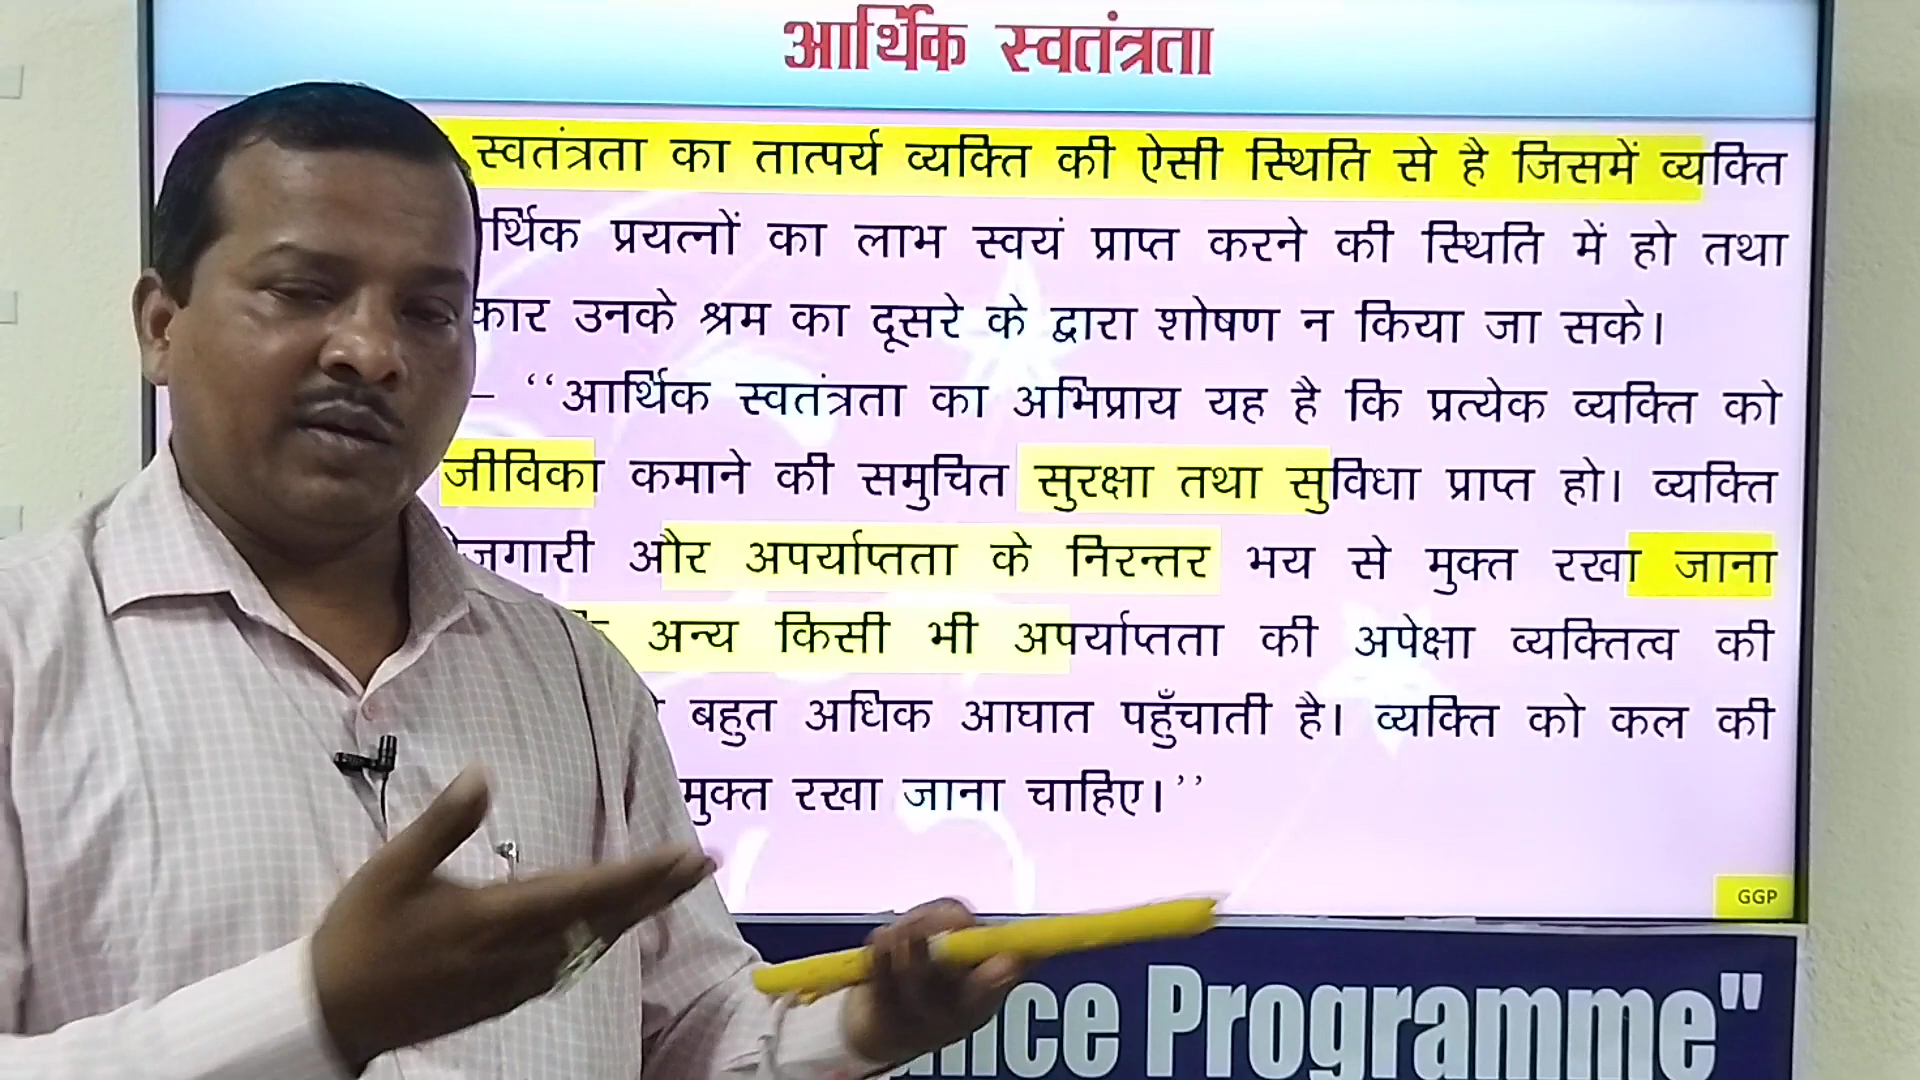 आर्थिक स्वतंत्रता
स्वतंत्रता का तात्पर्य व्यक्ति की ऐसी स्थिति से है जिसमें व्यक्ति
प्रयत्नों का लाभ स्वयं प्राप्त करने की स्थिति में हो तथा
उनके श्रम का दूसरे के द्वारा शोषण न किया जा सके।
– ‘‘आर्थिक स्वतंत्रता का अभिप्राय यह है कि प्रत्येक व्यक्ति को
जीविका कमाने की समुचित सुरक्षा तथा सुविधा प्राप्त हो। व्यक्ति
और अपर्याप्तता के निरन्तर भय से मुक्त रखा जाना
अन्य किसी भी अपर्याप्तता की अपेक्षा व्यक्तित्व की
बहुत अधिक आघात पहुँचाती है। व्यक्ति को कल की
मुक्त रखा जाना चाहिए।’’
GGP
Programme"